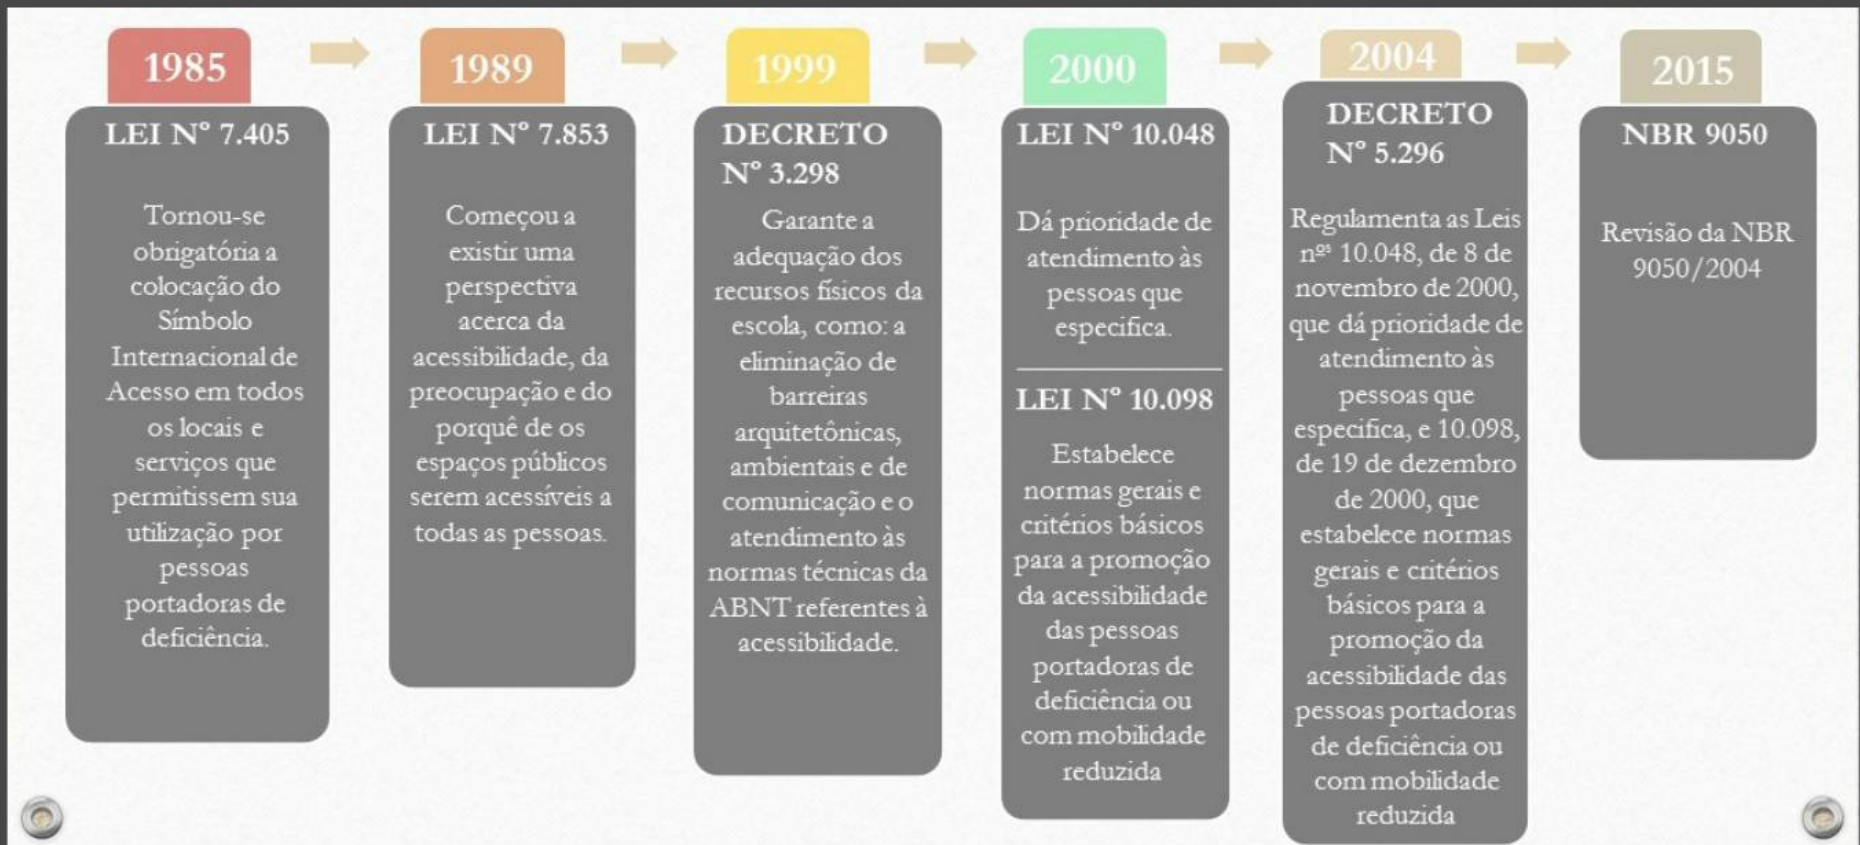 1985
LEI Nº 7.405
Tornou-se
obrigatória a
colocação do
Símbolo
Internacional de
Acesso em todos
os locais e
serviços que
permitissem sua
utilização por
pessoas
portadoras de
deficiência.
1989
LEI Nº 7.853
Começou a
existir uma
perspectiva
acerca da
acessibilidade, da
preocupação e do
porquê de os
espaços públicos
serem acessíveis a
todas as pessoas.
1999
DECRETO
Nº 3.298
Garante a
adequação dos
recursos físicos da
escola, como: a
eliminação de
barreiras
arquitetônicas,
ambientais e de
comunicação e o
atendimento às
normas técnicas da
ABNT referentes à
acessibilidade.
2000
LEI Nº 10.048
Dá prioridade de
atendimento às
pessoas que
especifica.
LEI Nº 10.098
Estabelece
normas gerais e
critérios básicos
para a promoção
da acessibilidade
das pessoas
portadoras de
deficiência ou
com mobilidade
reduzida
2004
DECRETO
Nº 5.296
Regulamenta as Leis
nºˢ 10.048, de 8 de
novembro de 2000,
que dá prioridade de
atendimento às
pessoas que
especifica, e 10.098,
de 19 de dezembro
de 2000, que
estabelece normas
gerais e critérios
básicos para a
promoção da
acessibilidade das
pessoas portadoras
de deficiência ou
com mobilidade
reduzida
2015
NBR 9050
Revisão da NBR
9050/2004